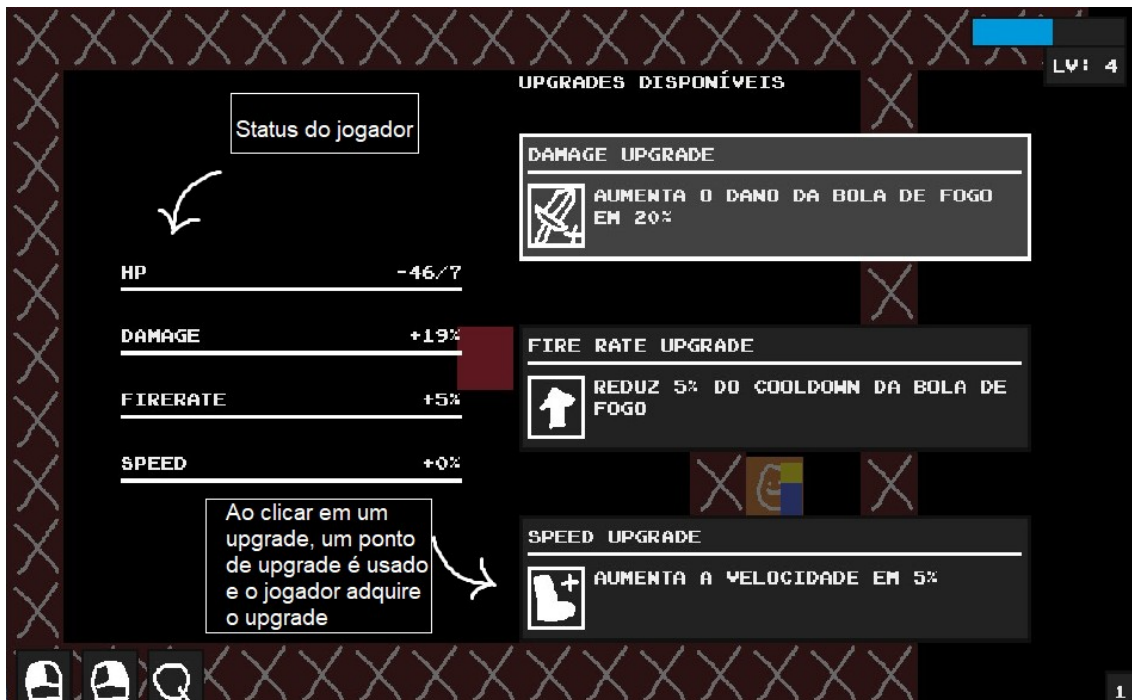 LV: 4
UPGRADES DISPONÍVEIS
Status do jogador
DAMAGE UPGRADE
AUMENTA O DANO DA BOLA DE FOGO
EM 20%
HP -46/7
DAMAGE +19%
FIRERATE +5%
SPEED +0%
FIRE RATE UPGRADE
REDUZ 5% DO COOLDOWN DA BOLA DE
FOGO
Ao clicar em um
upgrade, um ponto
de upgrade é usado
e o jogador adquire
o upgrade
SPEED UPGRADE
AUMENTA A VELOCIDADE EM 5%
1